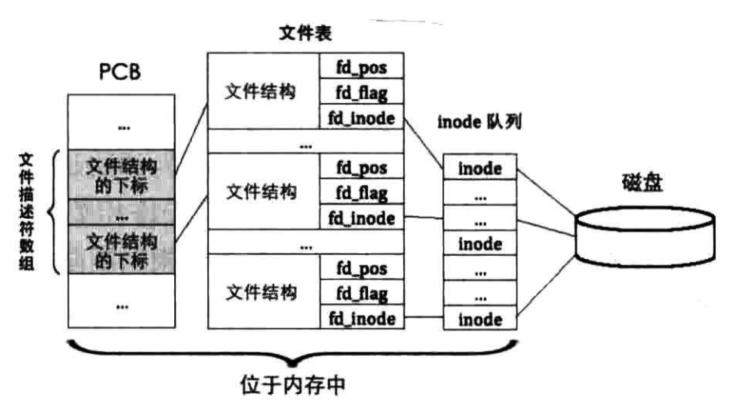 文件表
PCB
文件结构
fd_pos
fd_flag
fd_inode
...
文件结构
fd_pos
fd_flag
fd_inode
...
文件结构
fd_pos
fd_flag
fd_inode
文件描述符数组
...
文件结构
的下标
...
文件结构
的下标
...
inode 队列
inode
...
...
inode
...
...
inode
磁盘
位于内存中